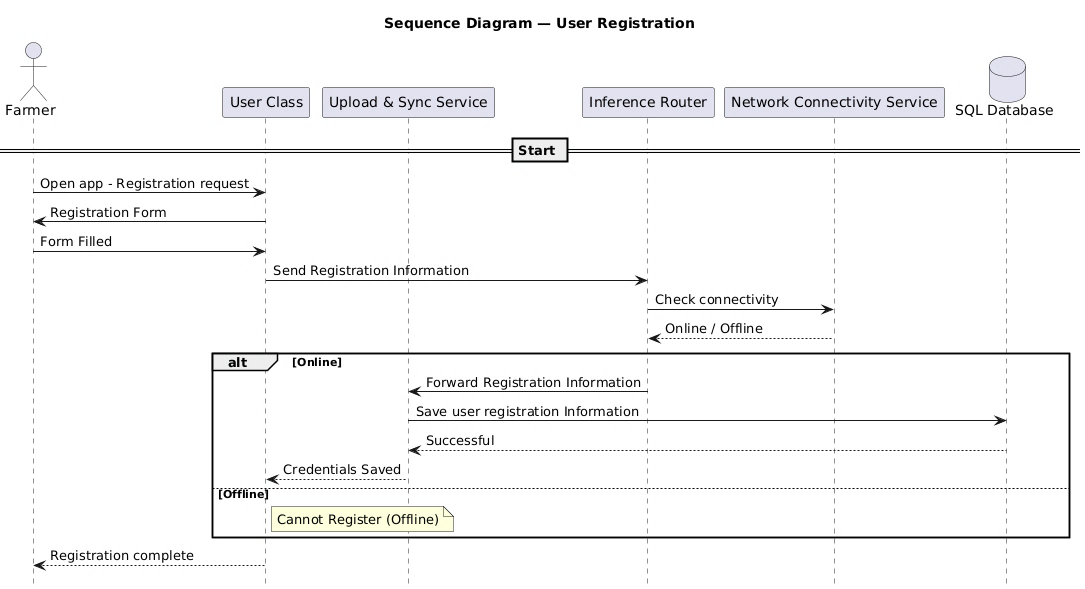 Sequence Diagram — User Registration
Farmer
User Class
Upload & Sync Service
Inference Router
Network Connectivity Service
SQL Database
Start
Open app - Registration request
Registration Form
Form Filled
Send Registration Information
Check connectivity
Online / Offline
alt
[Online]
Forward Registration Information
Save user registration Information
Successful
Credentials Saved
[Offline]
Cannot Register (Offline)
Registration complete